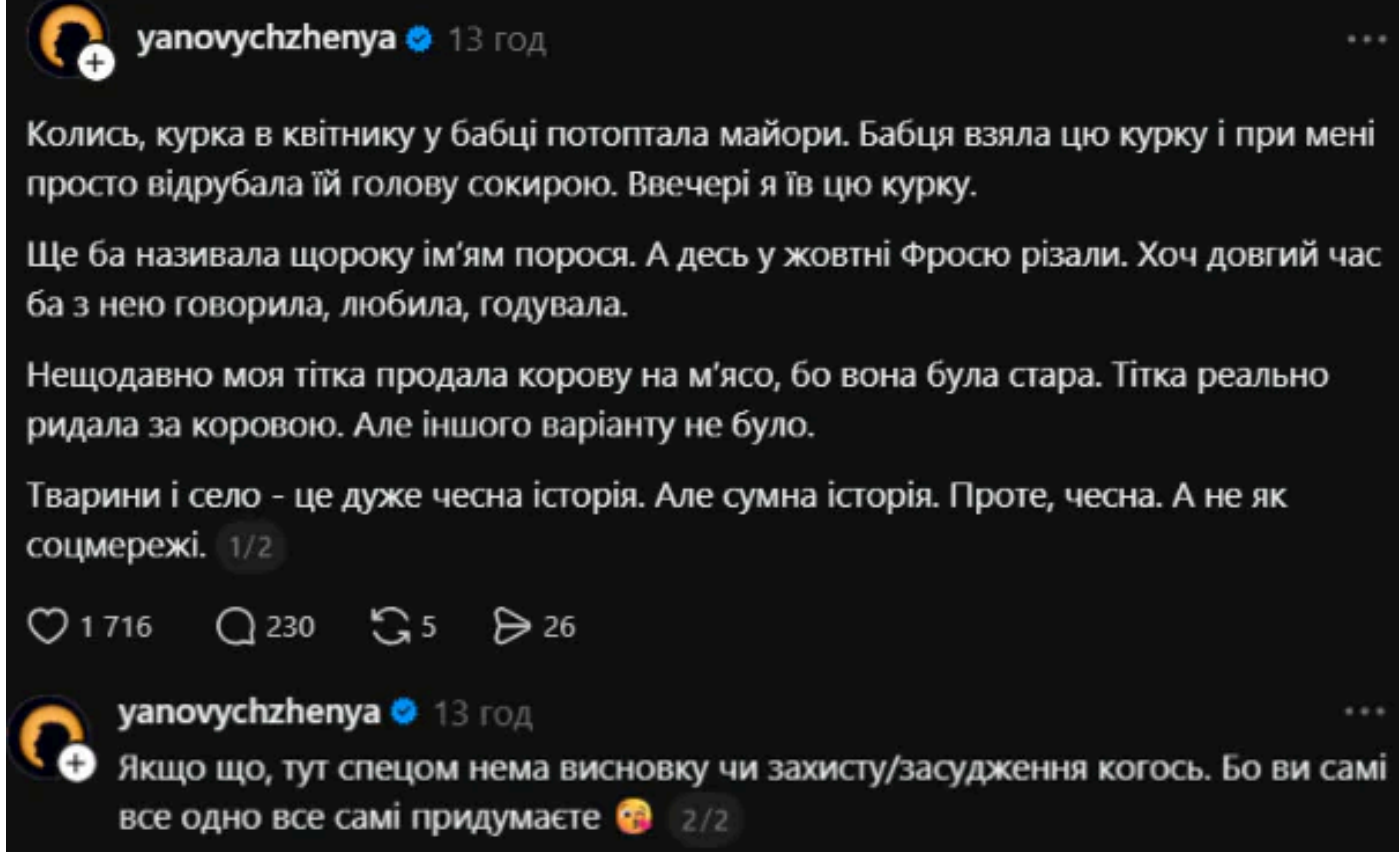 yanovychzhenya 13 год
Колись, курка в квітнику у бабці потоптала майори. Бабця взяла цю курку і при мені
просто відрубала їй голову сокирою. Ввечері я їв цю курку.
Ще ба називала щороку ім’ям порося. А десь у жовтні Фросю різали. Хоч довгий час
ба з нею говорила, любила, годувала.
Нещодавно моя тітка продала корову на м’ясо, бо вона була стара. Тітка реально
ридала за коровою. Але іншого варіанту не було.
Тварини і село - це дуже чесна історія. Але сумна історія. Проте, чесна. А не як
соцмережі. 1/2
1 716 230 5 26
yanovychzhenya 13 год
Якщо що, тут спецом нема висновку чи захисту/засудження когось. Бо ви самі
все одно все самі придумаєте 😘 2/2